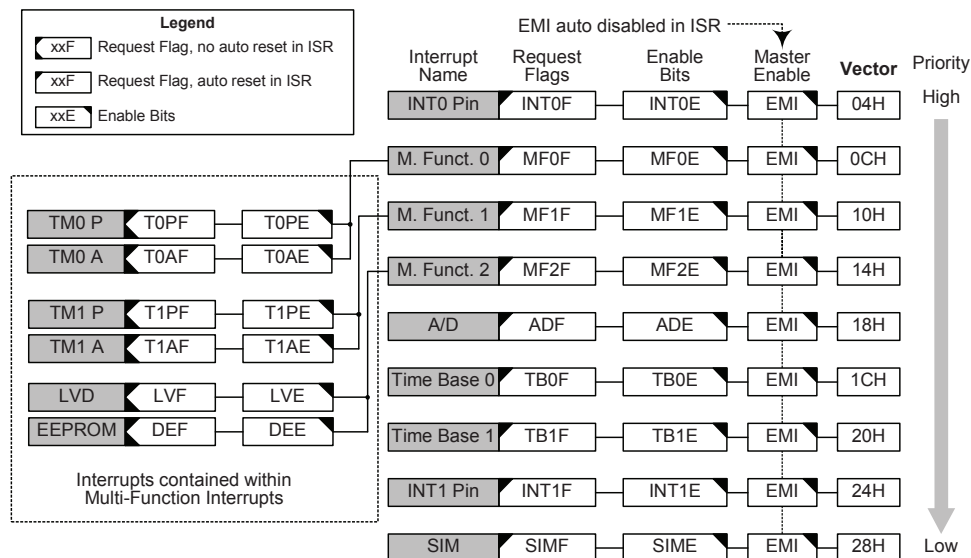 Legend
xxF Request Flag, no auto reset in ISR
xxF Request Flag, auto reset in ISR
xxE Enable Bits
EMI auto disabled in ISR
Interrupt Name Request Flags Enable Bits Master Enable Vector Priority
INT0 Pin INT0F INT0E EMI 04H High
M. Funct. 0 MF0F MF0E EMI 0CH
M. Funct. 1 MF1F MF1E EMI 10H
M. Funct. 2 MF2F MF2E EMI 14H
A/D ADF ADE EMI 18H
Time Base 0 TB0F TB0E EMI 1CH
Time Base 1 TB1F TB1E EMI 20H
INT1 Pin INT1F INT1E EMI 24H
SIM SIMF SIME EMI 28H Low
TM0 P T0PF T0PE
TM0 A T0AF T0AE
TM1 P T1PF T1PE
TM1 A T1AF T1AE
LVD LVF LVE
EEPROM DEF DEE
Interrupts contained within
Multi-Function Interrupts